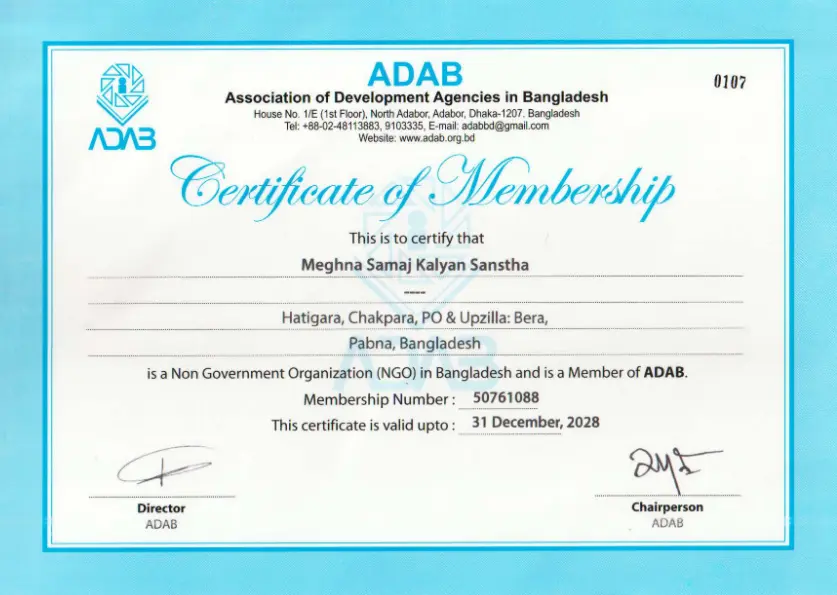 ADAB
ADAB
Association of Development Agencies in Bangladesh
House No. 1/E (1st Floor), North Adabor, Adabor, Dhaka-1207. Bangladesh
Tel: +88-02-48113883, 9103335, E-mail: adabbd@gmail.com
Website: www.adab.org.bd
0107
Certificate of Membership
This is to certify that
Meghna Samaj Kalyan Sanstha
----
Hatigara, Chakpara, PO & Upzilla: Bera,
Pabna, Bangladesh
ADAB
is a Non Government Organization (NGO) in Bangladesh and is a Member of ADAB.
Membership Number : 50761088
This certificate is valid upto : 31 December, 2028
Director
ADAB
Chairperson
ADAB